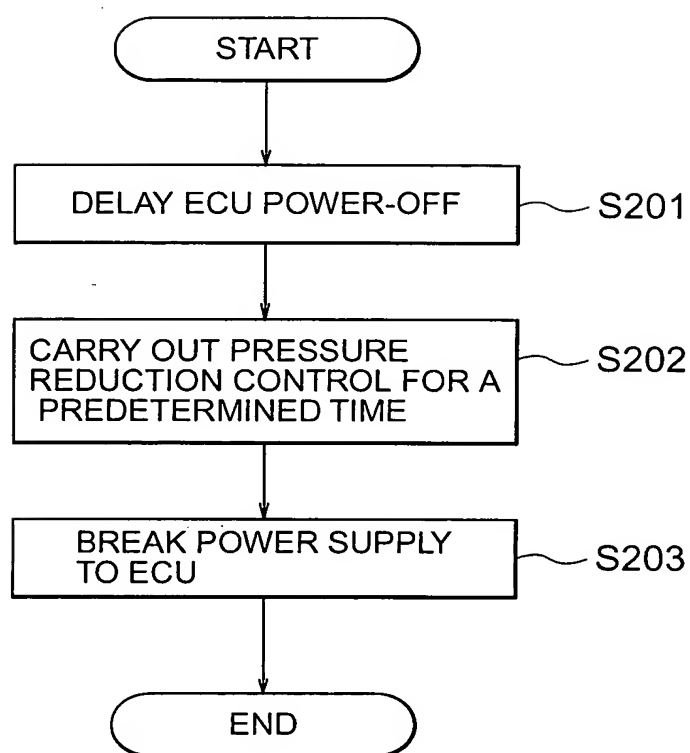 START
DELAY ECU POWER-OFF
S201
CARRY OUT PRESSURE
REDUCTION CONTROL FOR A
PREDETERMINED TIME
S202
BREAK POWER SUPPLY
TO ECU
S203
END